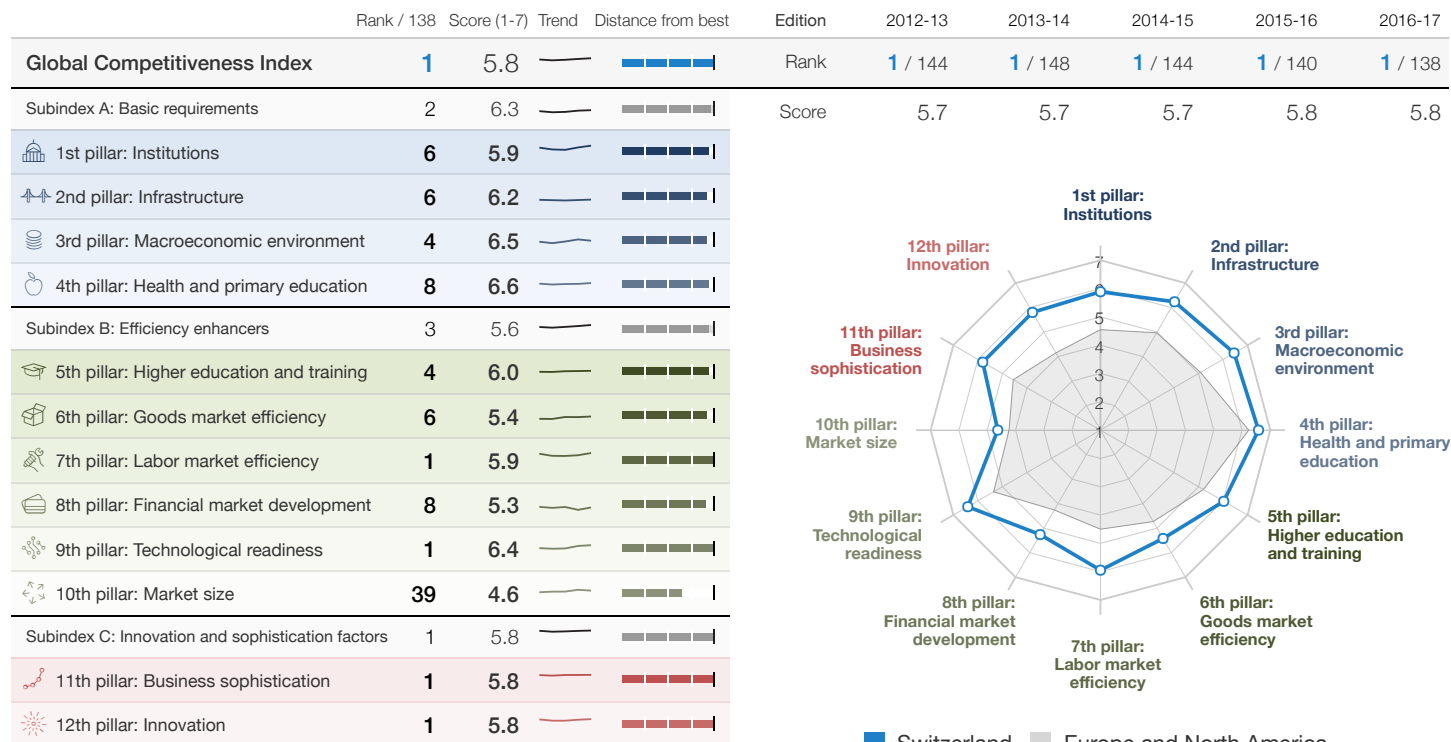 Rank / 138 Score (1-7) Trend Distance from best
Global Competitiveness Index 1 5.8
Subindex A: Basic requirements 2 6.3
1st pillar: Institutions 6 5.9
2nd pillar: Infrastructure 6 6.2
3rd pillar: Macroeconomic environment 4 6.5
4th pillar: Health and primary education 8 6.6
Subindex B: Efficiency enhancers 3 5.6
5th pillar: Higher education and training 4 6.0
6th pillar: Goods market efficiency 6 5.4
7th pillar: Labor market efficiency 1 5.9
8th pillar: Financial market development 8 5.3
9th pillar: Technological readiness 1 6.4
10th pillar: Market size 39 4.6
Subindex C: Innovation and sophistication factors 1 5.8
11th pillar: Business sophistication 1 5.8
12th pillar: Innovation 1 5.8
Edition 2012-13 2013-14 2014-15 2015-16 2016-17
Rank 1 / 144 1 / 148 1 / 144 1 / 140 1 / 138
Score 5.7 5.7 5.7 5.8 5.8
1st pillar:
Institutions
2nd pillar:
Infrastructure
3rd pillar:
Macroeconomic
environment
4th pillar:
Health and primary
education
5th pillar:
Higher education
and training
6th pillar:
Goods market
efficiency
7th pillar:
Labor market
efficiency
8th pillar:
Financial market
development
9th pillar:
Technological
readiness
10th pillar:
Market size
11th pillar:
Business
sophistication
12th pillar:
Innovation
7
6
5
4
3
2
1
Switzerland Europe and North America